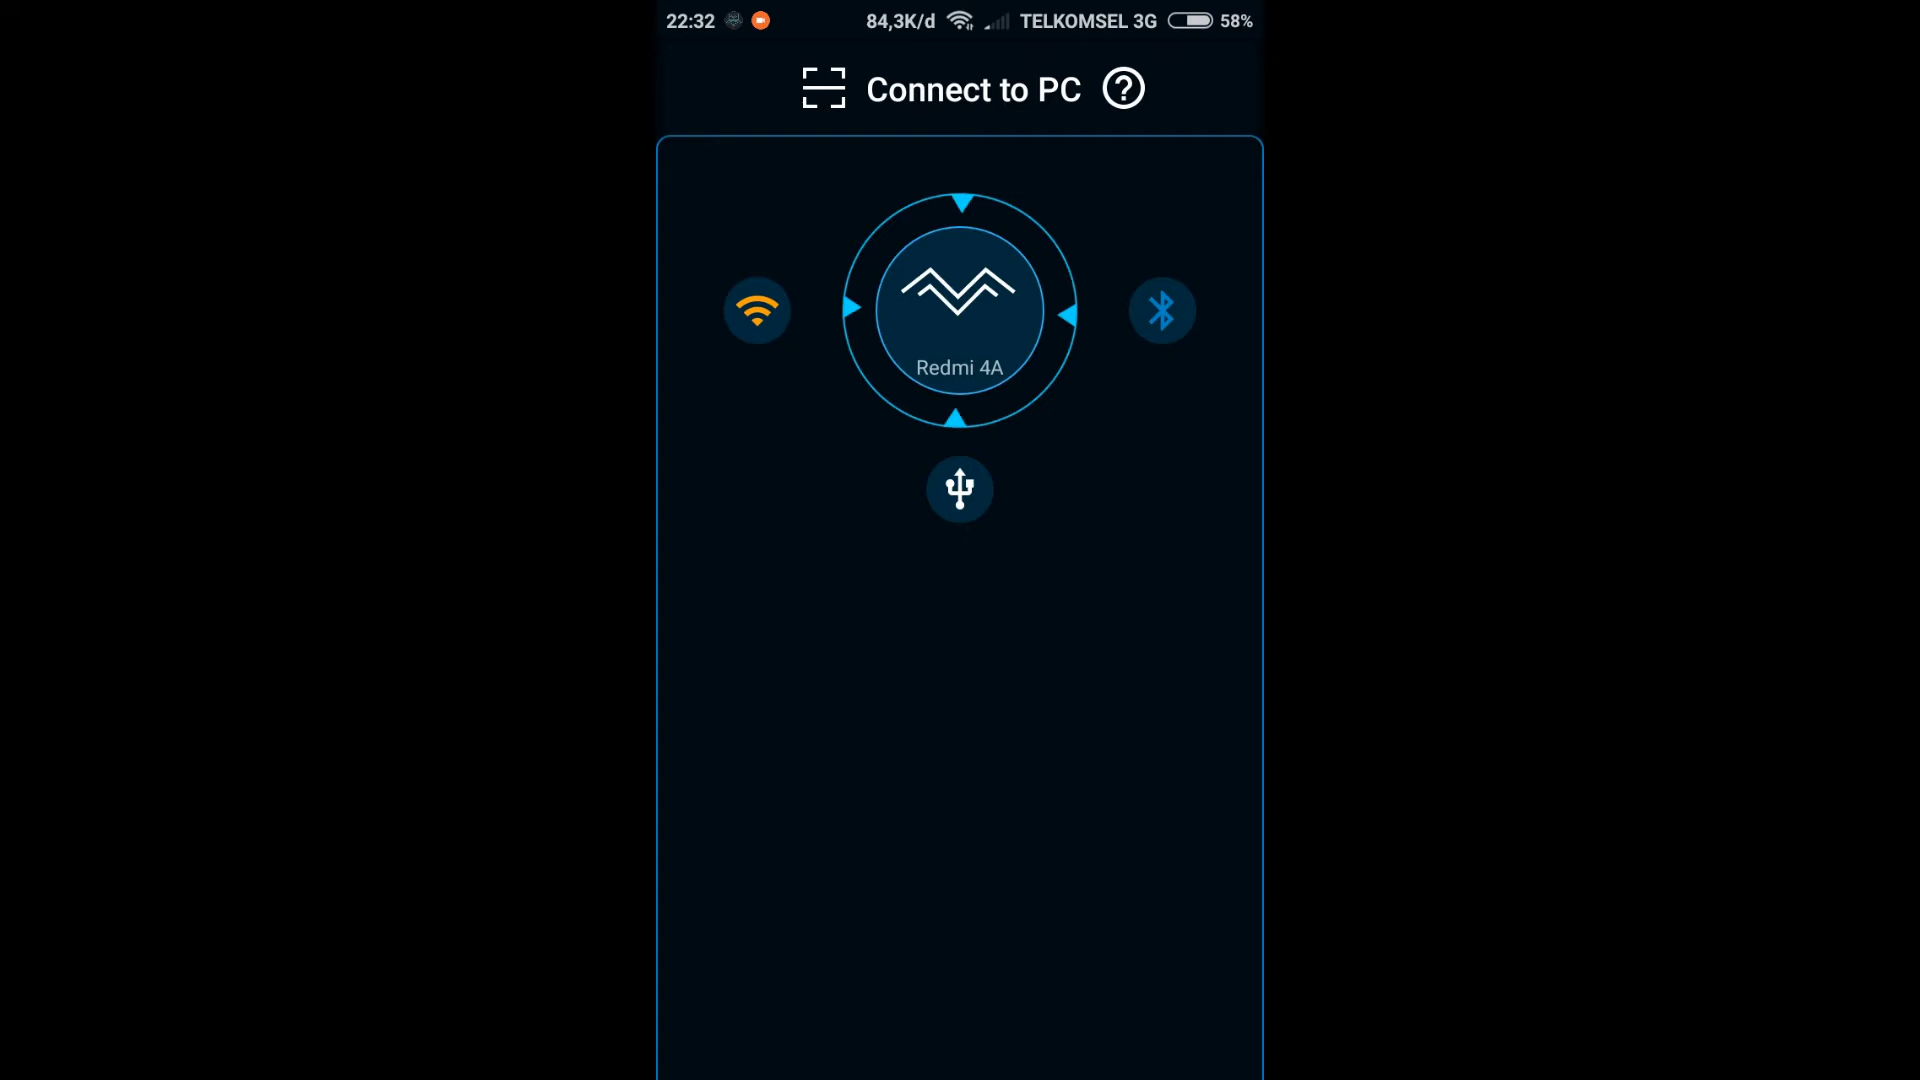 22:32 84,3K/d TELKOMSEL 3G 58%
Connect to PC ?
Redmi 4A